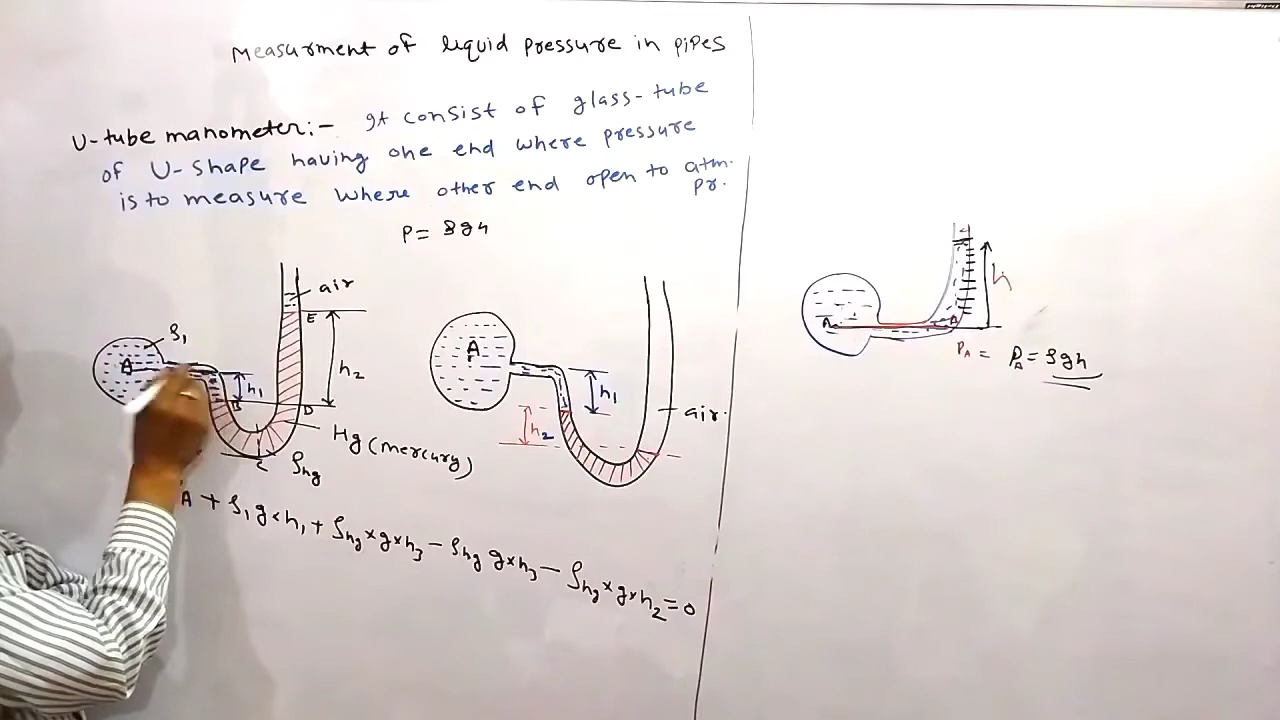 Measurment of liquid pressure in pipes
U-tube manometer:- It consist of glass-tube
of U-shape having one end where pressure
is to measure where other end open to atm.
pr.
P = ρgh
air
E
ρ₁
A
h₁
h₂
B
D
Hg (mercury)
C
ρhg
A + ρ₁g×h₁ + ρhg×g×h₃ - ρhg g×h₃ - ρhg×g×h₂ = 0
A
h₁
h₂
air
A
A
h
PA = PA = ρgh